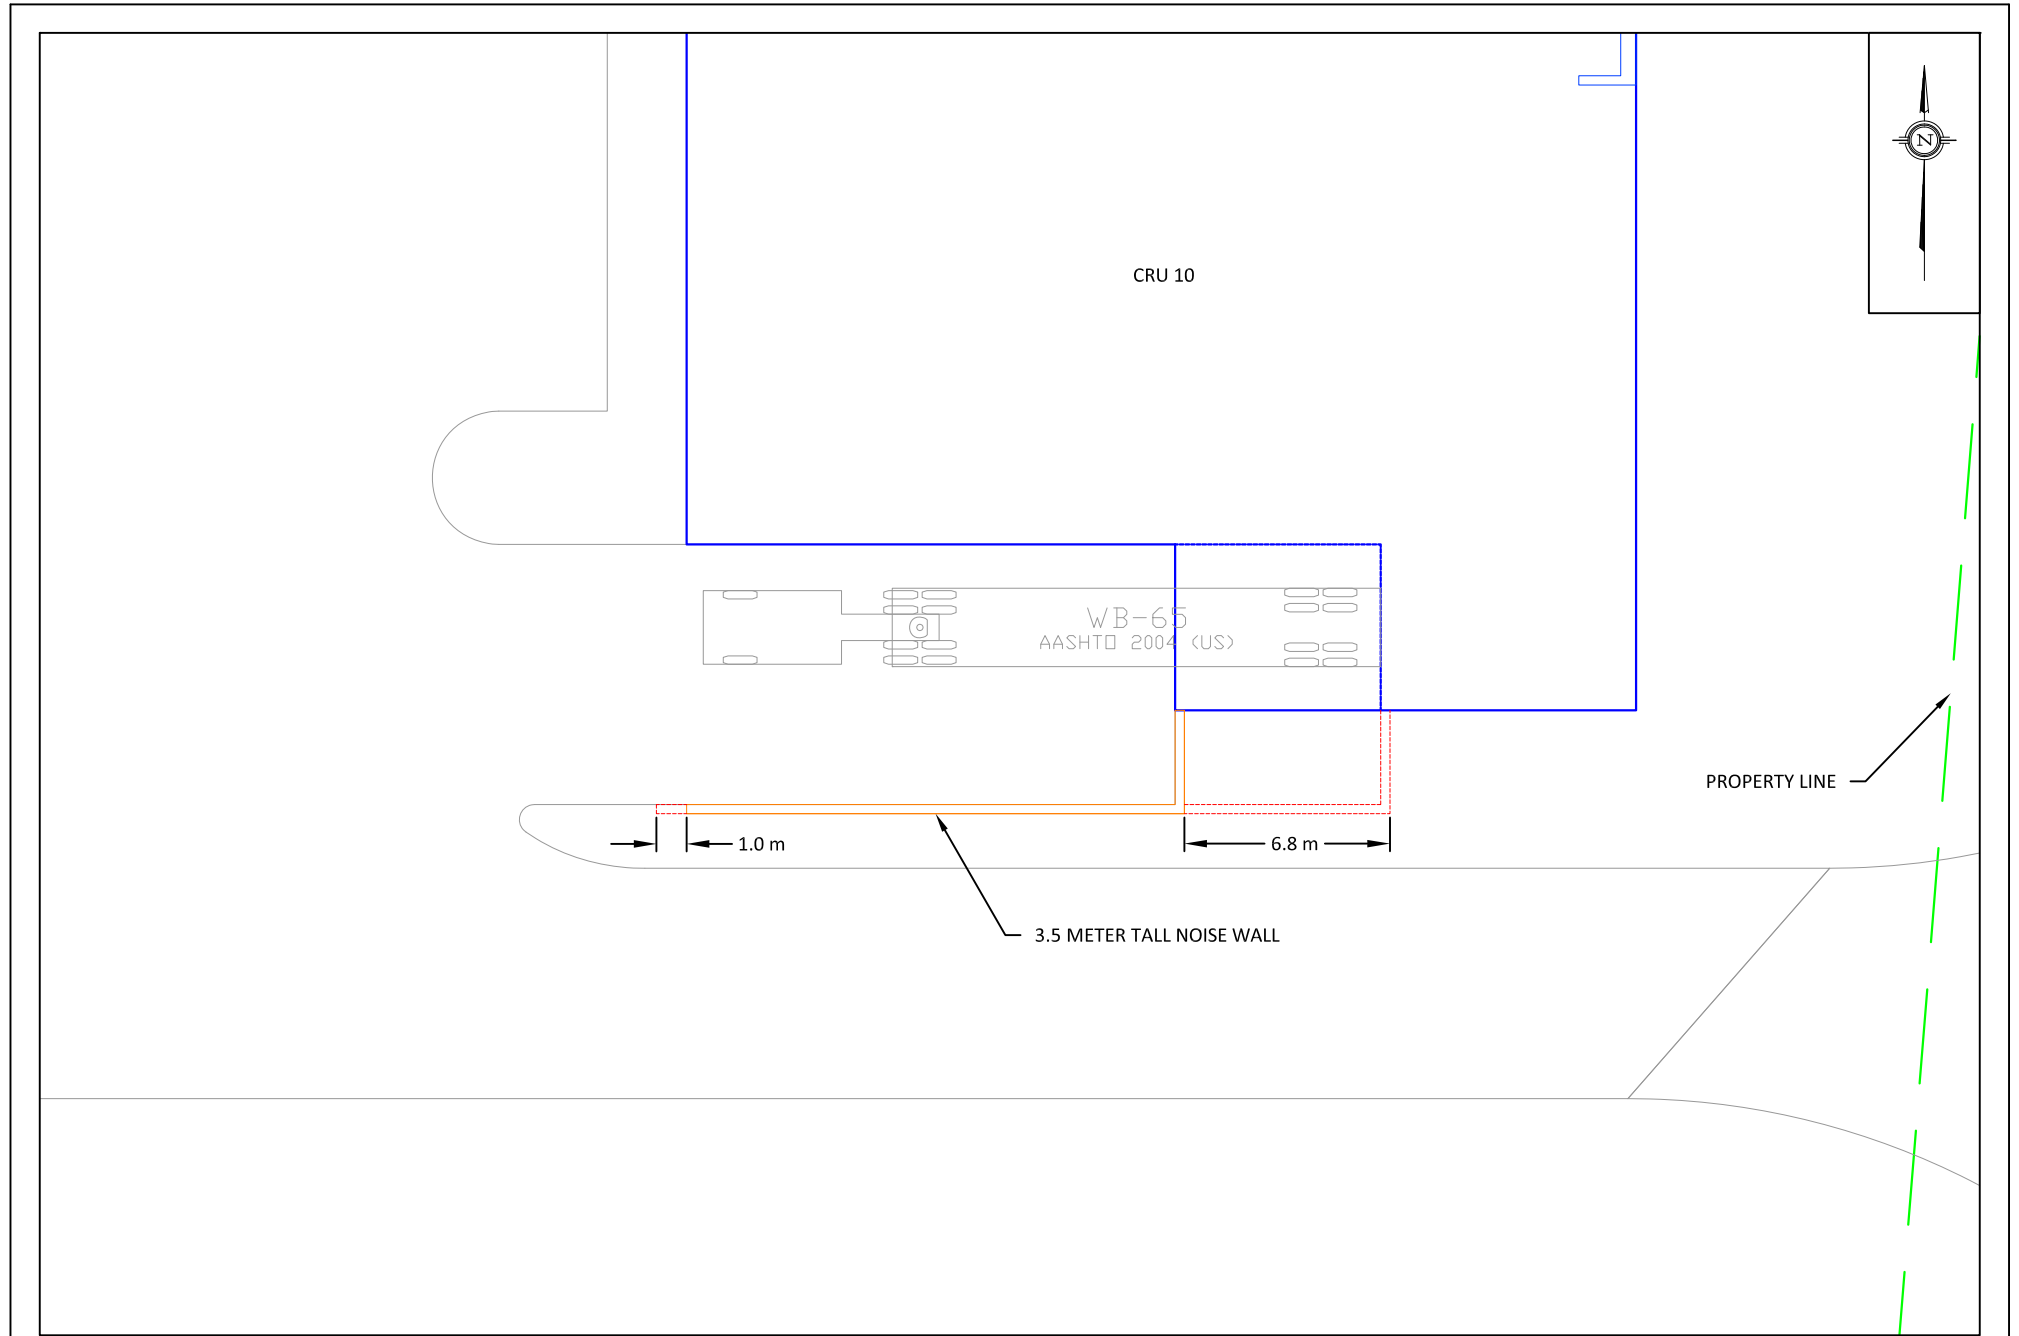 N
CRU 10
WB-65
AASHTO 2004 (US)
PROPERTY LINE
1.0 m
6.8 m
3.5 METER TALL NOISE WALL